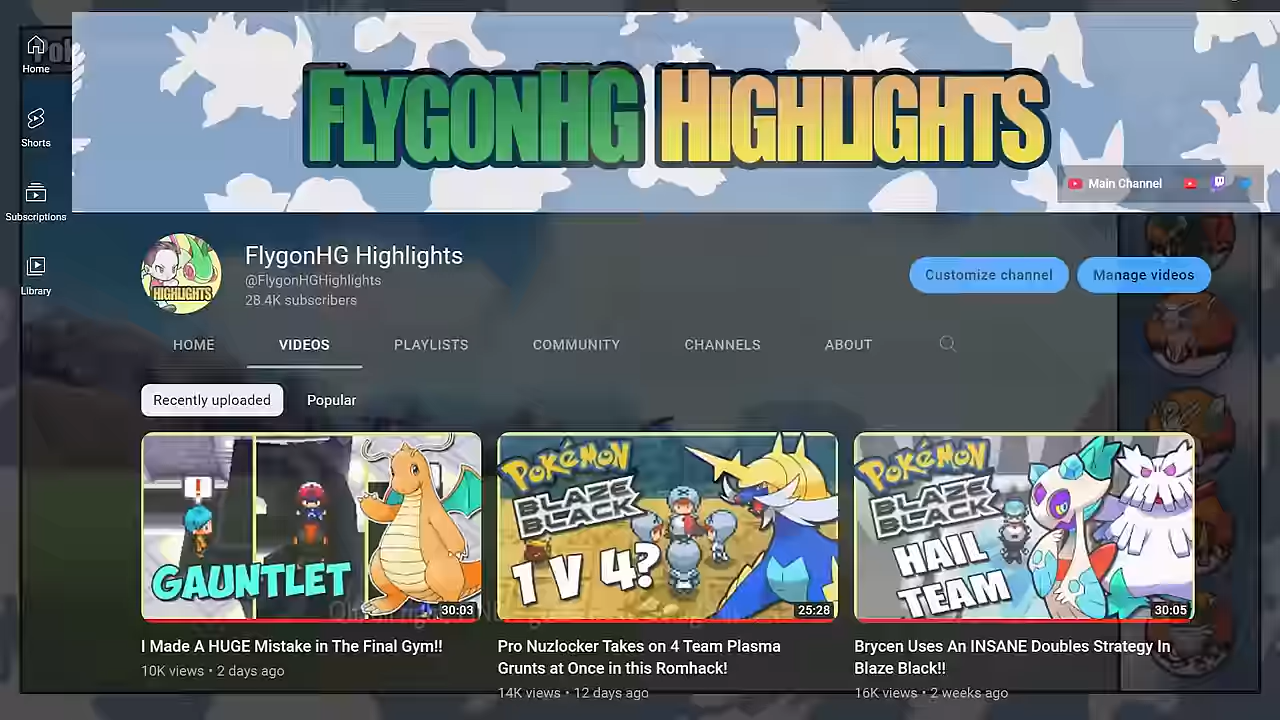 FLYGONHG HIGHLIGHTS
Home
Shorts
Subscriptions
Library
Main Channel
FlygonHG Highlights
@FlygonHGHighlights
28.4K subscribers
Customize channel
Manage videos
HOME
VIDEOS
PLAYLISTS
COMMUNITY
CHANNELS
ABOUT
HIGHLIGHTS
Recently uploaded
Popular
!
GAUNTLET
30:03
POKéMON
BLAZE
BLACK
1 V 4?
25:28
POKéMON
BLAZE
BLACK
HAIL
TEAM
30:05
I Made A HUGE Mistake in The Final Gym!!
10K views • 2 days ago
Pro Nuzlocker Takes on 4 Team Plasma
Grunts at Once in this Romhack!
14K views • 12 days ago
Brycen Uses An INSANE Doubles Strategy In
Blaze Black!!
16K views • 2 weeks ago